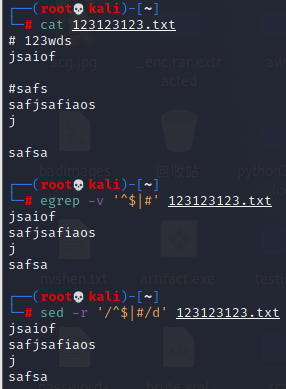 ┌──(root💀kali)-[~]
└─# cat 123123123.txt
# 123wds
jsaiof

#safs
safjsafiaos
j

safsa

┌──(root💀kali)-[~]
└─# egrep -v '^$|#' 123123123.txt
jsaiof
safjsafiaos
j
safsa

┌──(root💀kali)-[~]
└─# sed -r '/^$|#/d' 123123123.txt
jsaiof
safjsafiaos
j
safsa